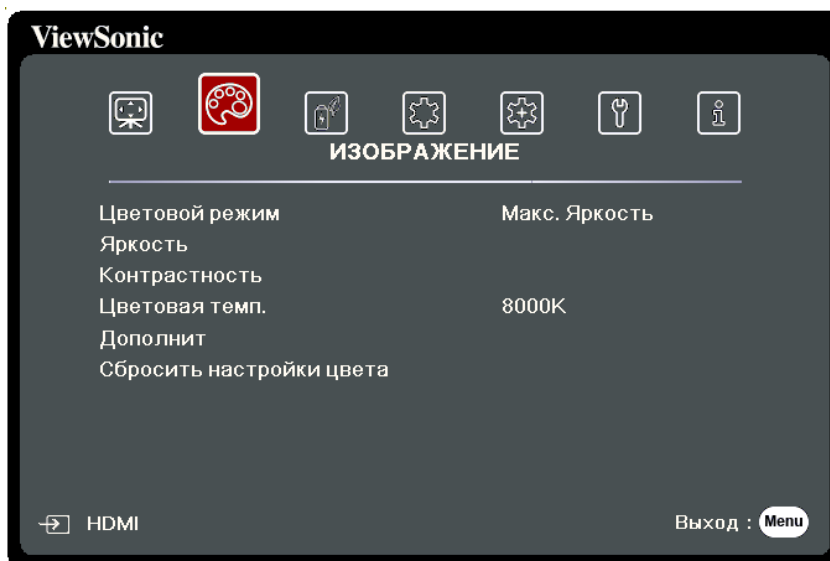 ViewSonic
ИЗОБРАЖЕНИЕ
Цветовой режим Макс. Яркость
Яркость
Контрастность
Цветовая темп. 8000K
Дополнит
Сбросить настройки цвета
HDMI Выход : Menu